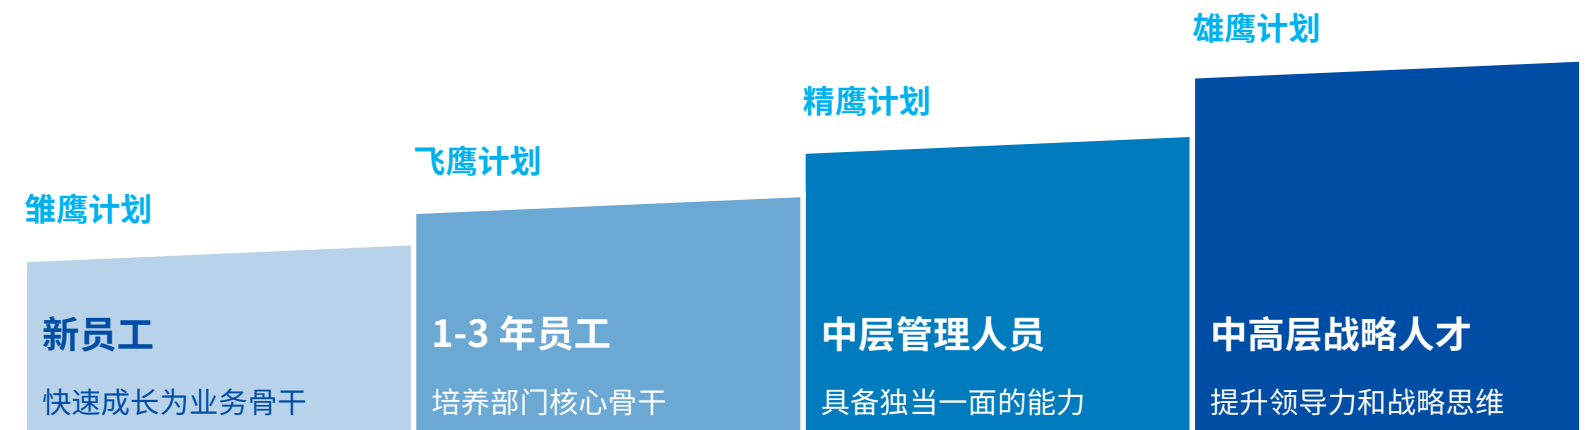 雏鹰计划
新员工
快速成长为业务骨干
飞鹰计划
1-3 年员工
培养部门核心骨干
精鹰计划
中层管理人员
具备独当一面的能力
雄鹰计划
中高层战略人才
提升领导力和战略思维